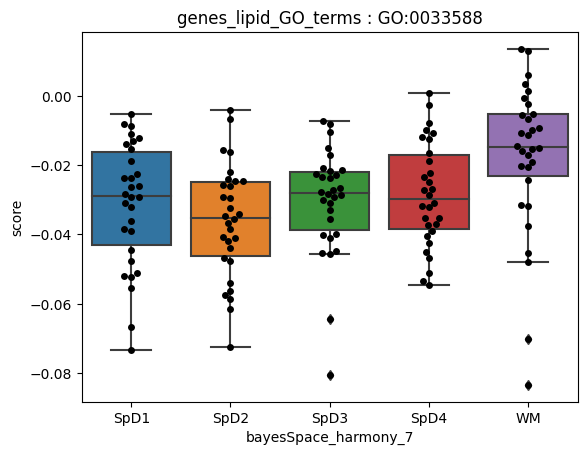 genes_lipid_GO_terms : GO:0033588
score
0.00
−0.02
−0.04
−0.06
−0.08
SpD1 SpD2 SpD3 SpD4 WM
bayesSpace_harmony_7